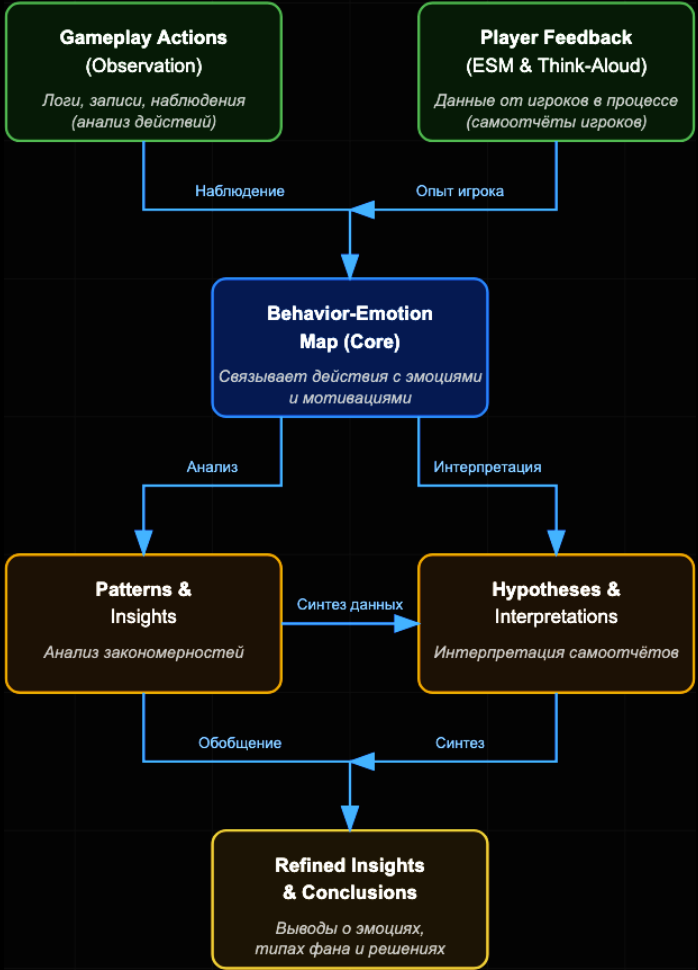 Gameplay Actions
(Observation)
Логи, записи, наблюдения
(анализ действий)
Player Feedback
(ESM & Think-Aloud)
Данные от игроков в процессе
(самоотчёты игроков)
Наблюдение
Опыт игрока
Behavior-Emotion
Map (Core)
Связывает действия с эмоциями
и мотивациями
Анализ
Интерпретация
Patterns &
Insights
Анализ закономерностей
Синтез данных
Hypotheses &
Interpretations
Интерпретация самоотчётов
Обобщение
Синтез
Refined Insights
& Conclusions
Выводы о эмоциях,
типах фана и решениях